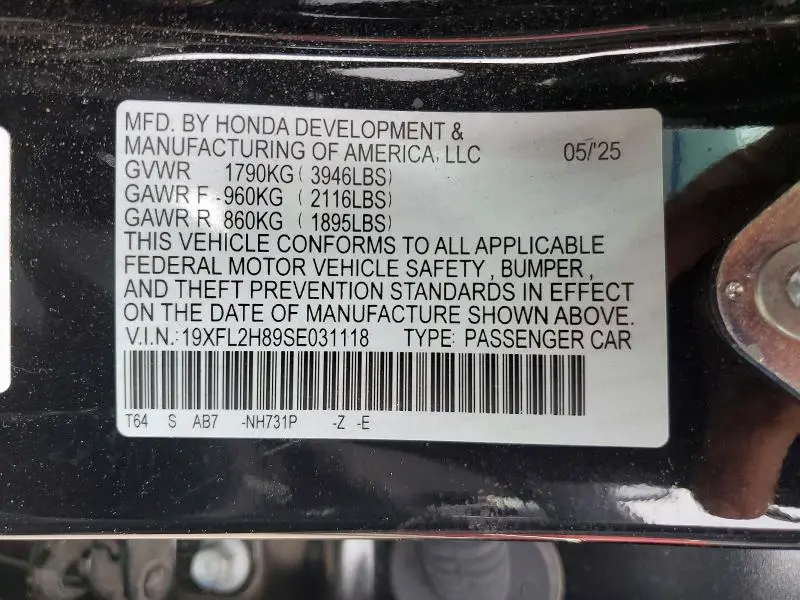 MFD. BY HONDA DEVELOPMENT &
MANUFACTURING OF AMERICA, LLC 05/'25
GVWR 1790KG ( 3946LBS)
GAWR F -960KG ( 2116LBS)
GAWR R 860KG ( 1895LBS)
THIS VEHICLE CONFORMS TO ALL APPLICABLE
FEDERAL MOTOR VEHICLE SAFETY , BUMPER ,
AND THEFT PREVENTION STANDARDS IN EFFECT
ON THE DATE OF MANUFACTURE SHOWN ABOVE.
V.I.N.: 19XFL2H89SE031118 TYPE: PASSENGER CAR
T64 S AB7 -NH731P -Z -E